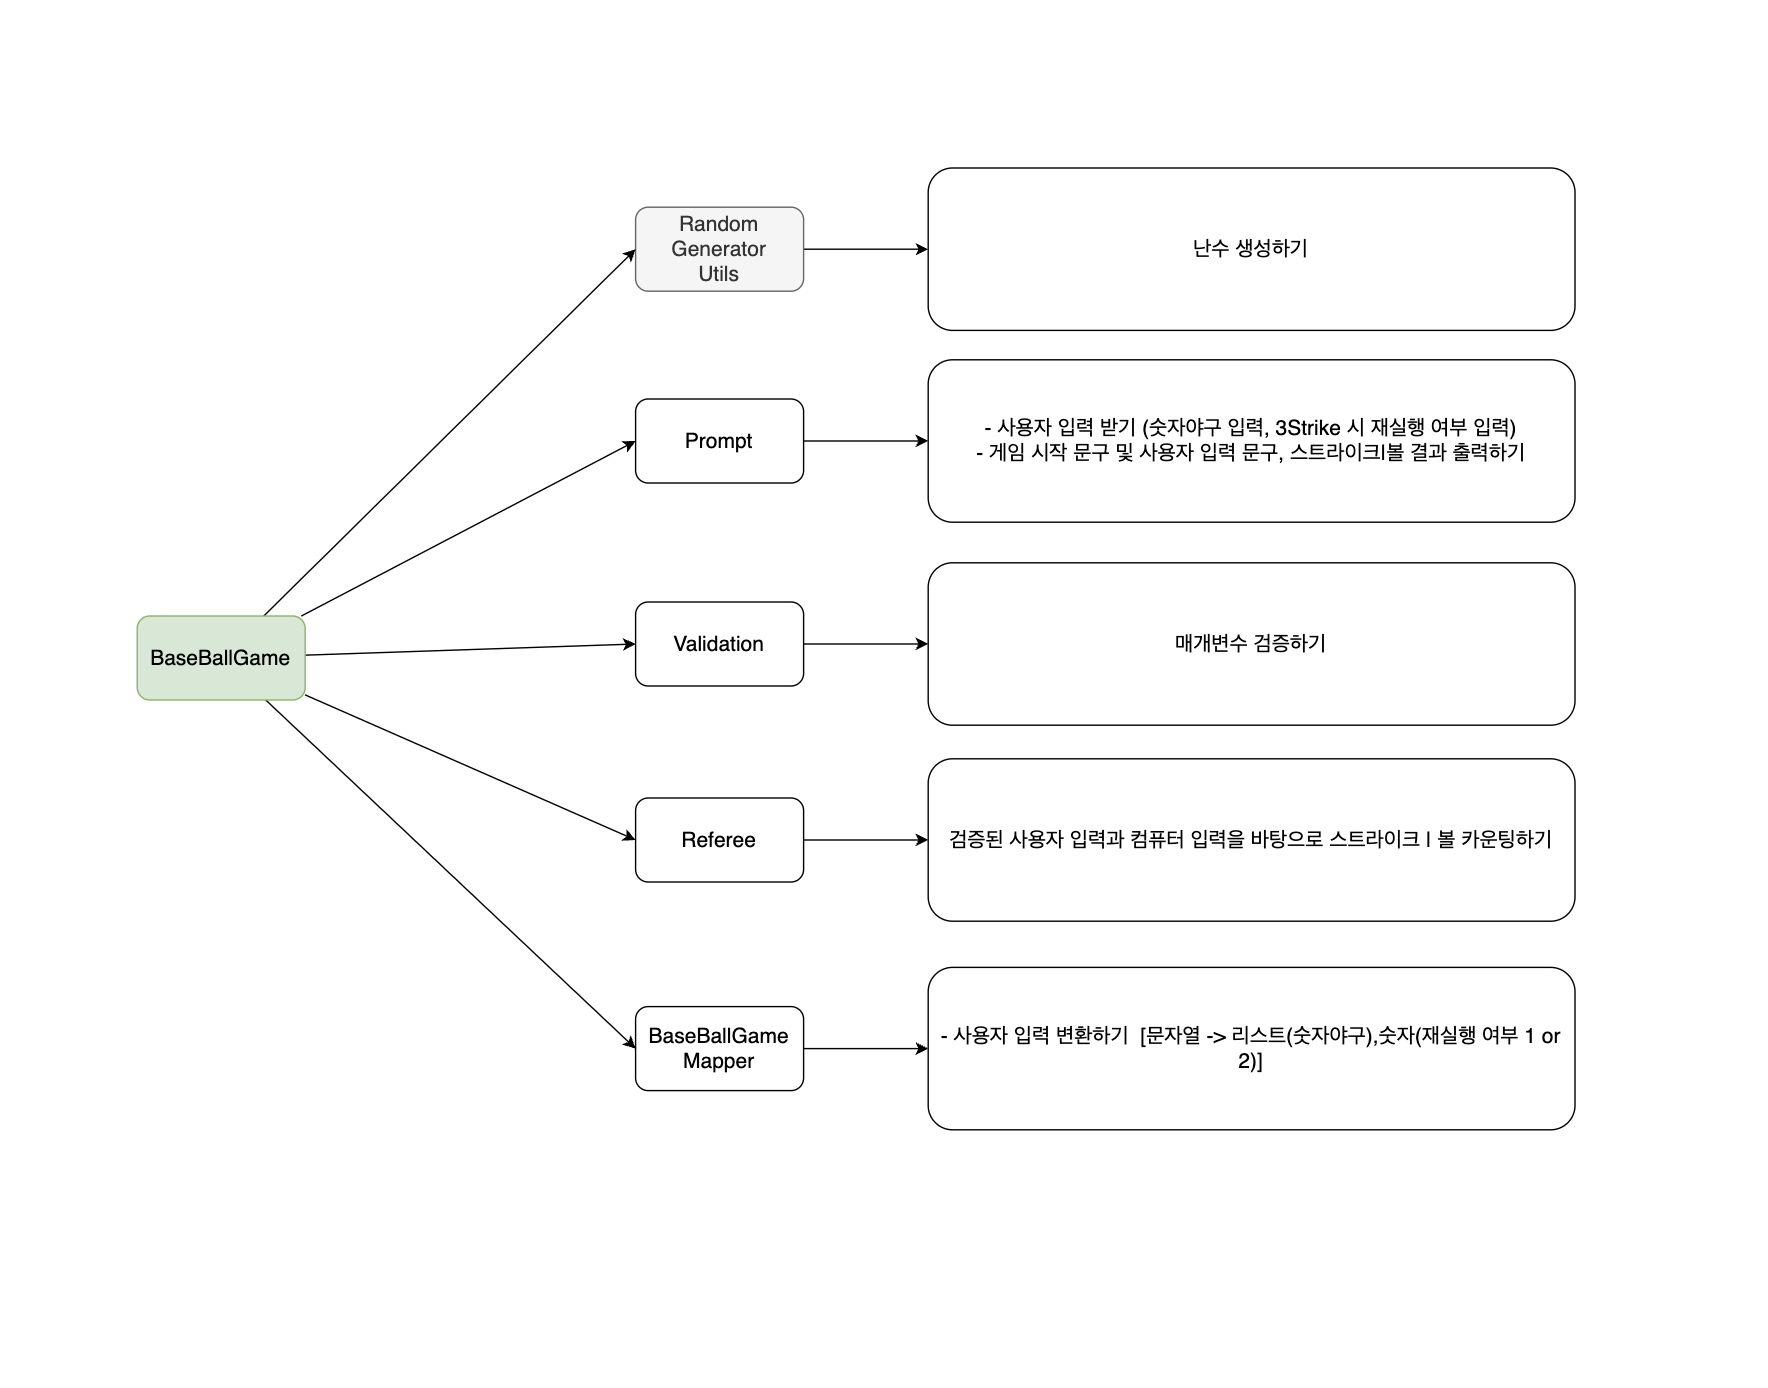 BaseBallGame
Random
Generator
Utils
난수 생성하기
Prompt
- 사용자 입력 받기 (숫자야구 입력, 3Strike 시 재실행 여부 입력)
- 게임 시작 문구 및 사용자 입력 문구, 스트라이크|볼 결과 출력하기
Validation
매개변수 검증하기
Referee
검증된 사용자 입력과 컴퓨터 입력을 바탕으로 스트라이크 | 볼 카운팅하기
BaseBallGame
Mapper
- 사용자 입력 변환하기  [문자열 -> 리스트(숫자야구),숫자(재실행 여부 1 or
2)]